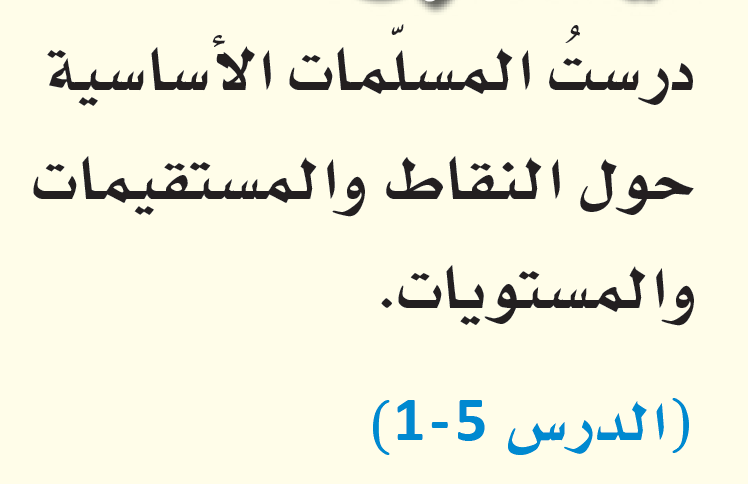 درستُ المسلّمات الأساسية
حول النقاط والمستقيمات
والمستويات.
(الدرس 5-1)